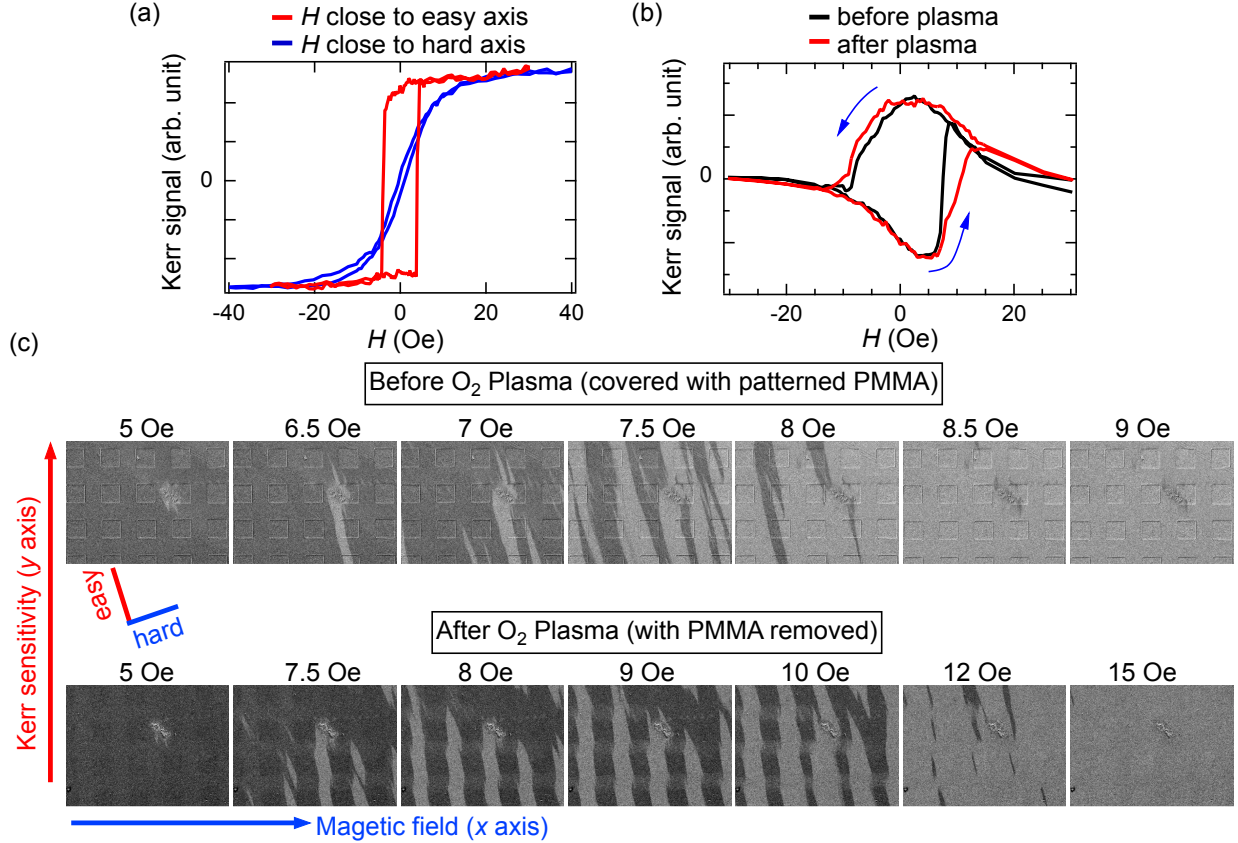 (a)
H close to easy axis
H close to hard axis
Kerr signal (arb. unit)
0
-40 -20 0 20 40
H (Oe)
(b)
before plasma
after plasma
Kerr signal (arb. unit)
0
-20 0 20
H (Oe)
(c)
Before O₂ Plasma (covered with patterned PMMA)
5 Oe 6.5 Oe 7 Oe 7.5 Oe 8 Oe 8.5 Oe 9 Oe
Kerr sensitivity (y axis)
easy
hard
After O₂ Plasma (with PMMA removed)
5 Oe 7.5 Oe 8 Oe 9 Oe 10 Oe 12 Oe 15 Oe
Magetic field (x axis)